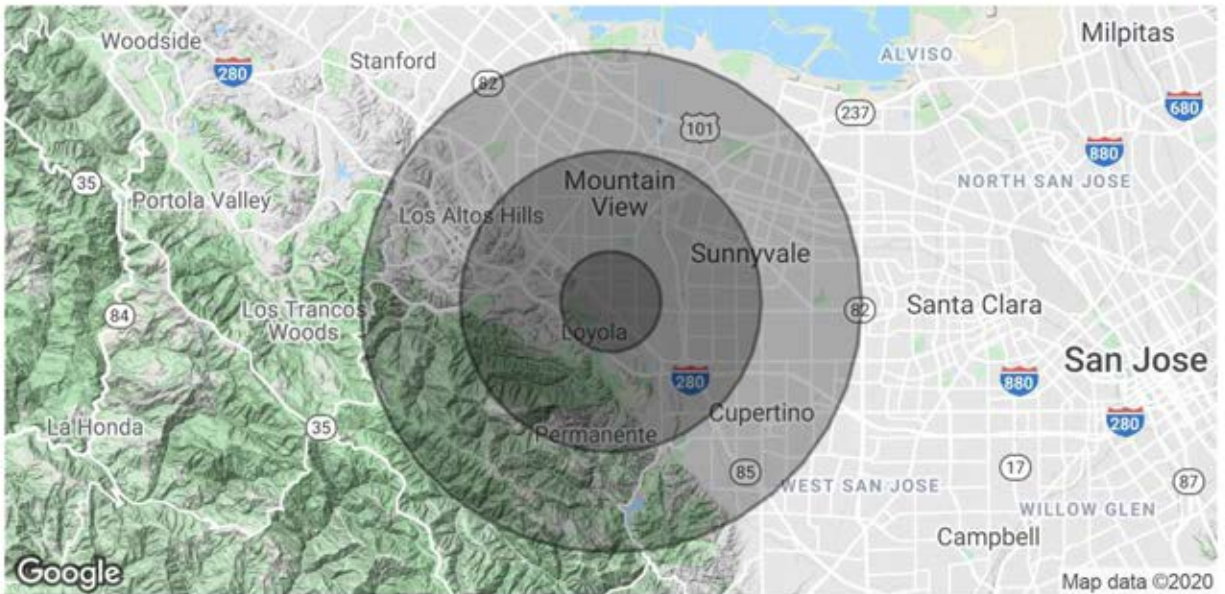 Woodside
280
Stanford
82
ALVISO
Milpitas
680
237
101
880
35
Portola Valley
NORTH SAN JOSE
Mountain
View
Los Altos Hills
Sunnyvale
84
Los Trancos
Woods
82
Santa Clara
Loyola
San Jose
280
880
Cupertino
280
La Honda
35
Permanente
85
17
87
WEST SAN JOSE
WILLOW GLEN
Campbell
Google
Map data ©2020